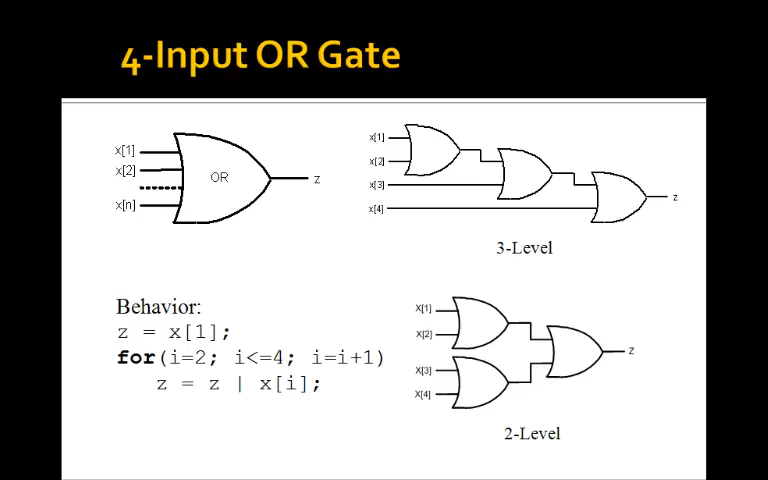 4-Input OR Gate
x[1]
x[2]
OR
z
x[n]
x[1]
x[2]
x[3]
x[4]
z
3-Level
Behavior:
z = x[1];
for(i=2; i<=4; i=i+1)
z = z | x[i];
X[1]
X[2]
X[3]
X[4]
z
2-Level